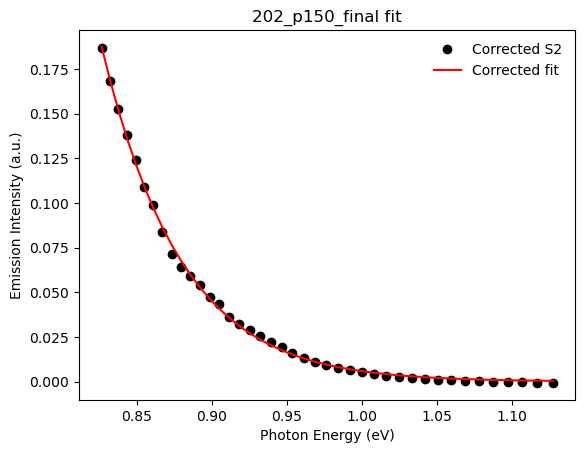 202_p150_final fit
Corrected S2
Corrected fit
Emission Intensity (a.u.)
0.175
0.150
0.125
0.100
0.075
0.050
0.025
0.000
0.85
0.90
0.95
1.00
1.05
1.10
Photon Energy (eV)